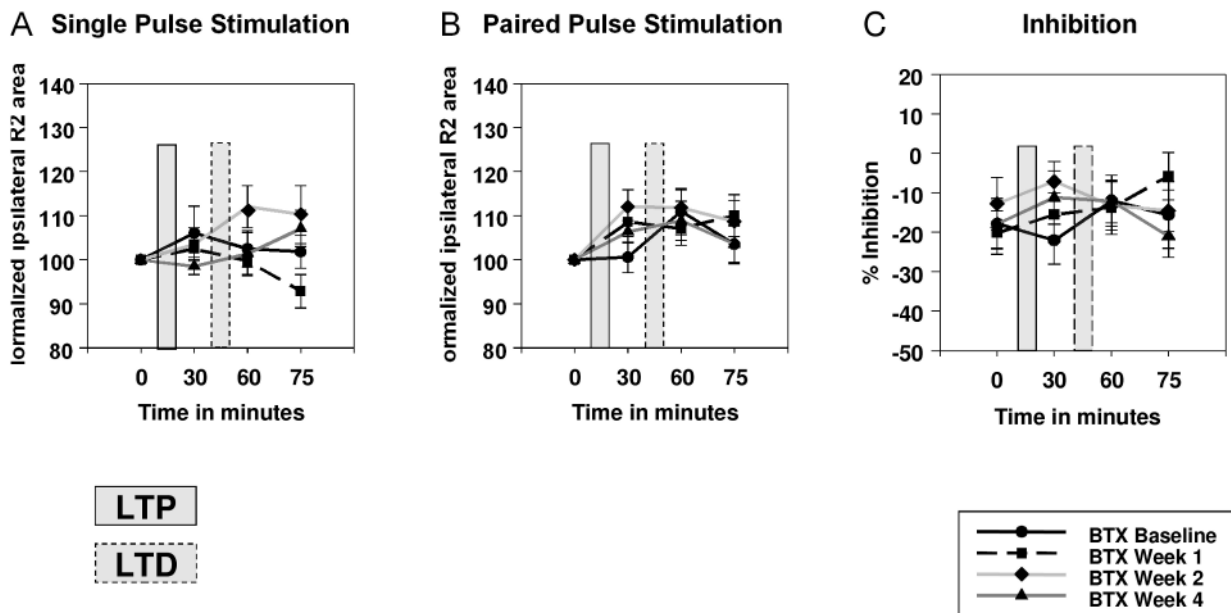 A Single Pulse Stimulation
lormalized ipsilateral R2 area
140
130
120
110
100
90
80
0 30 60 75
Time in minutes
B Paired Pulse Stimulation
ormalized ipsilateral R2 area
140
130
120
110
100
90
80
0 30 60 75
Time in minutes
C Inhibition
% Inhibition
20
10
0
-10
-20
-30
-40
-50
0 30 60 75
Time in minutes
LTP
LTD
BTX Baseline
BTX Week 1
BTX Week 2
BTX Week 4